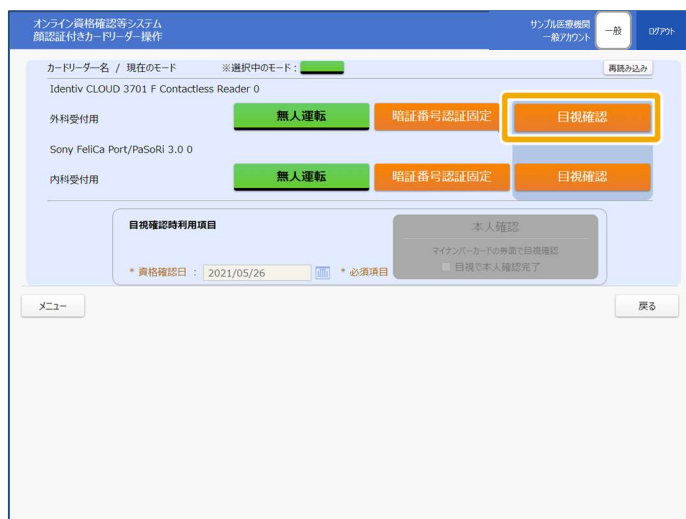 オンライン資格確認等システム
顔認証付きカードリーダー操作
サンプル医療機関
一般アカウント
一般
ログアウト
カードリーダー名 / 現在のモード ※選択中のモード：
再読み込み
Identiv CLOUD 3701 F Contactless Reader 0
外科受付用 無人運転 暗証番号認証固定 目視確認
Sony FeliCa Port/PaSoRi 3.0 0
内科受付用 無人運転 暗証番号認証固定 目視確認
目視確認時利用項目
本人確認
マイナンバーカードの券面で目視確認
目視で本人確認完了
* 資格確認日 ： 2021/05/26 * 必須項目
メニュー 戻る